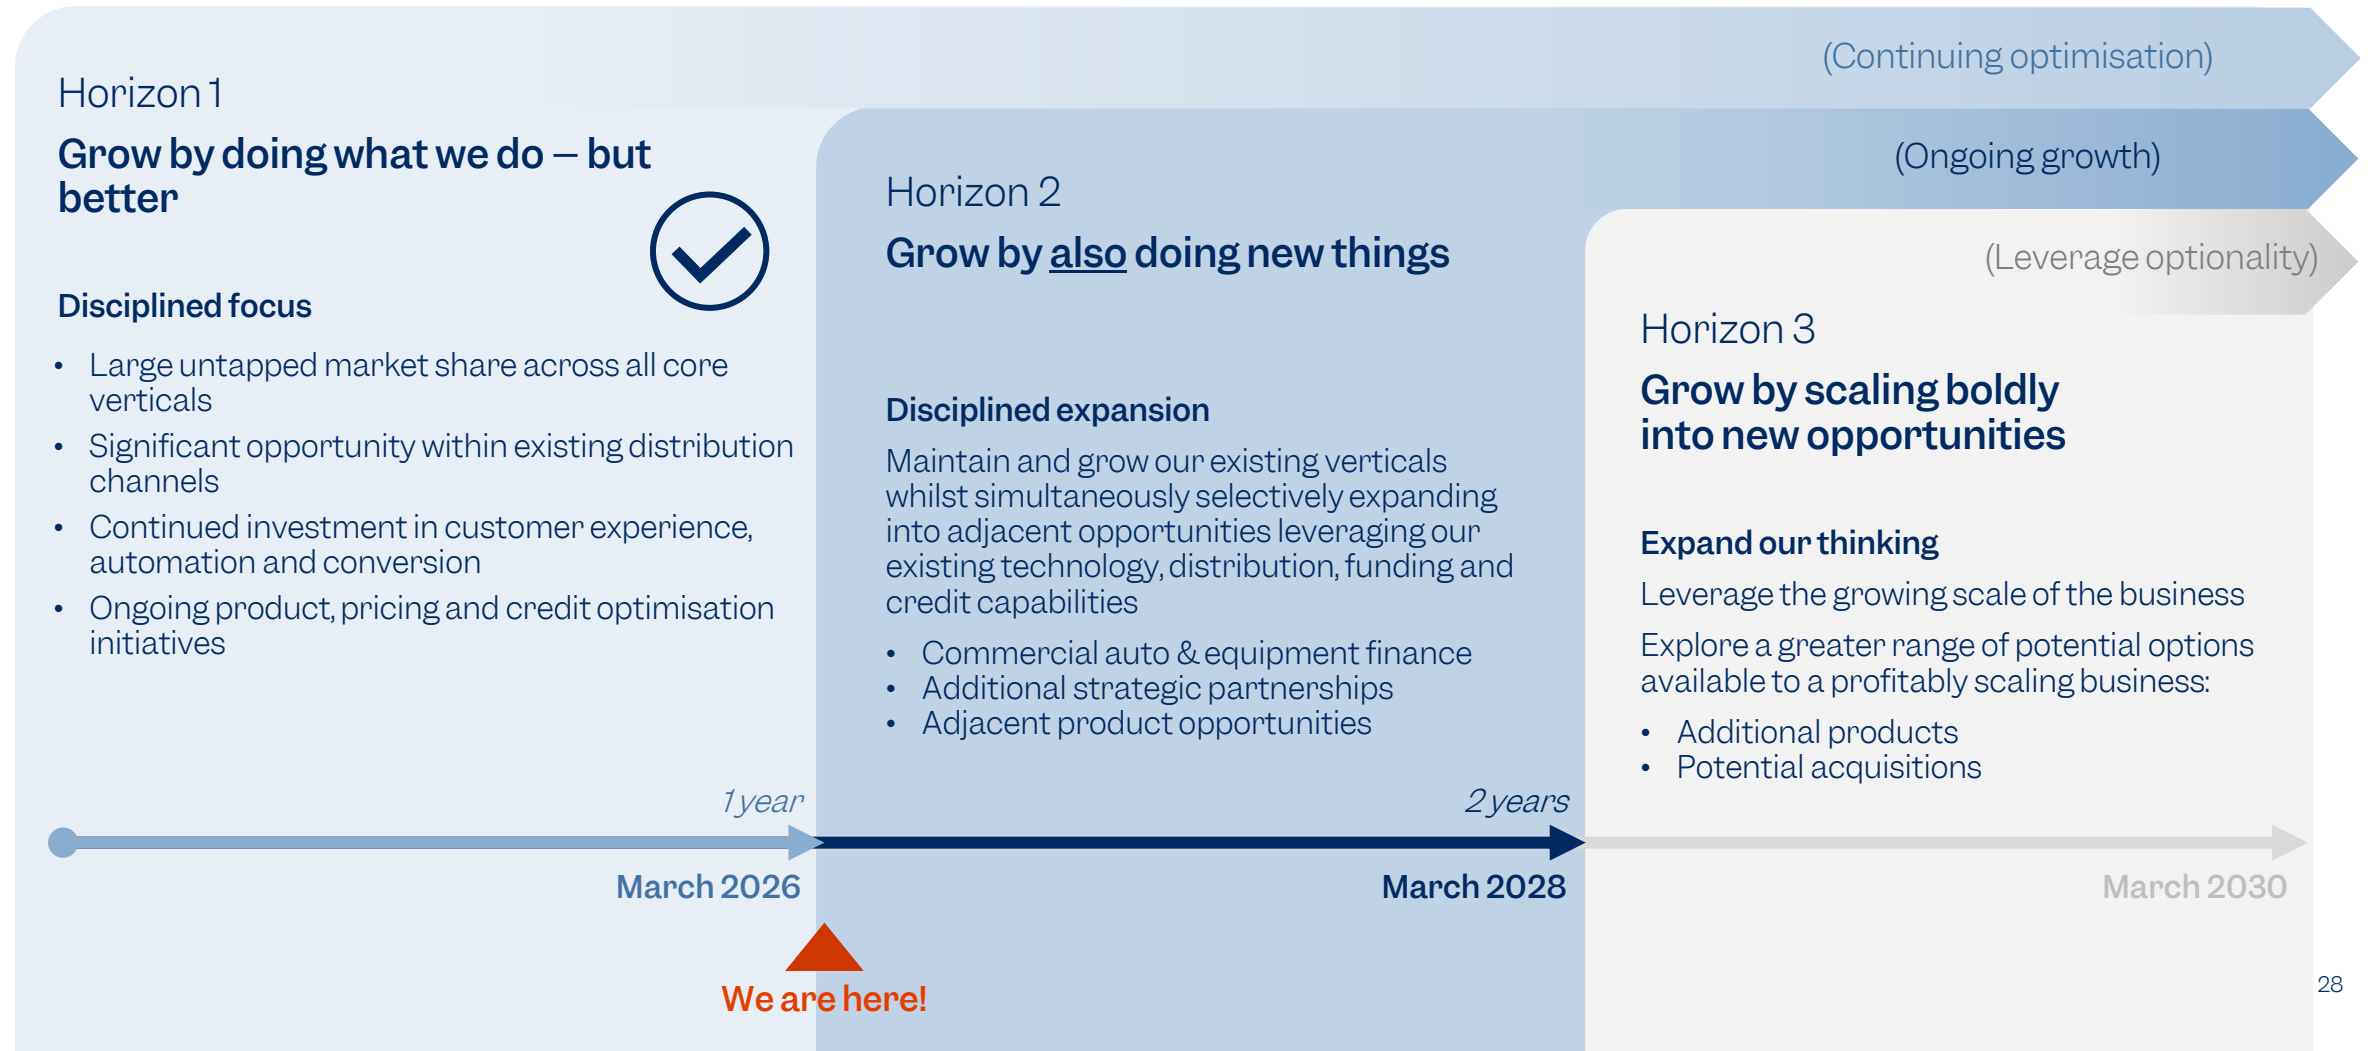 (Continuing optimisation)
Horizon 1
Grow by doing what we do – but
better
Disciplined focus
• Large untapped market share across all core
verticals
• Significant opportunity within existing distribution
channels
• Continued investment in customer experience,
automation and conversion
• Ongoing product, pricing and credit optimisation
initiatives
1 year
March 2026
(Ongoing growth)
Horizon 2
Grow by also doing new things
Disciplined expansion
Maintain and grow our existing verticals
whilst simultaneously selectively expanding
into adjacent opportunities leveraging our
existing technology, distribution, funding and
credit capabilities
• Commercial auto & equipment finance
• Additional strategic partnerships
• Adjacent product opportunities
2 years
March 2028
(Leverage optionality)
Horizon 3
Grow by scaling boldly
into new opportunities
Expand our thinking
Leverage the growing scale of the business
Explore a greater range of potential options
available to a profitably scaling business:
• Additional products
• Potential acquisitions
March 2030
We are here!
28